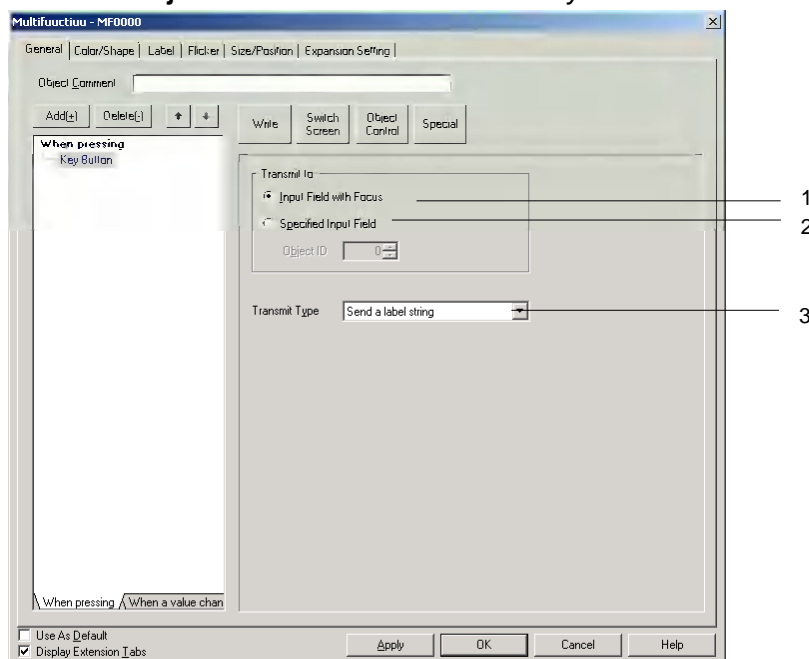 Multifuuctiuu - MF0000
General Color/Shape Label Flicker Size/Position Expansion Setting
Object Comment
Add(+) Delete(-)
Write Switch Screen Object Control Special
When pressing
Key Button
Transmit to
Input Field with Focus 1
Specified Input Field 2
Object ID 0
Transmit Type Send a label string 3
When pressing When a value chan
Use As Default
Display Extension Tabs
Apply OK Cancel Help